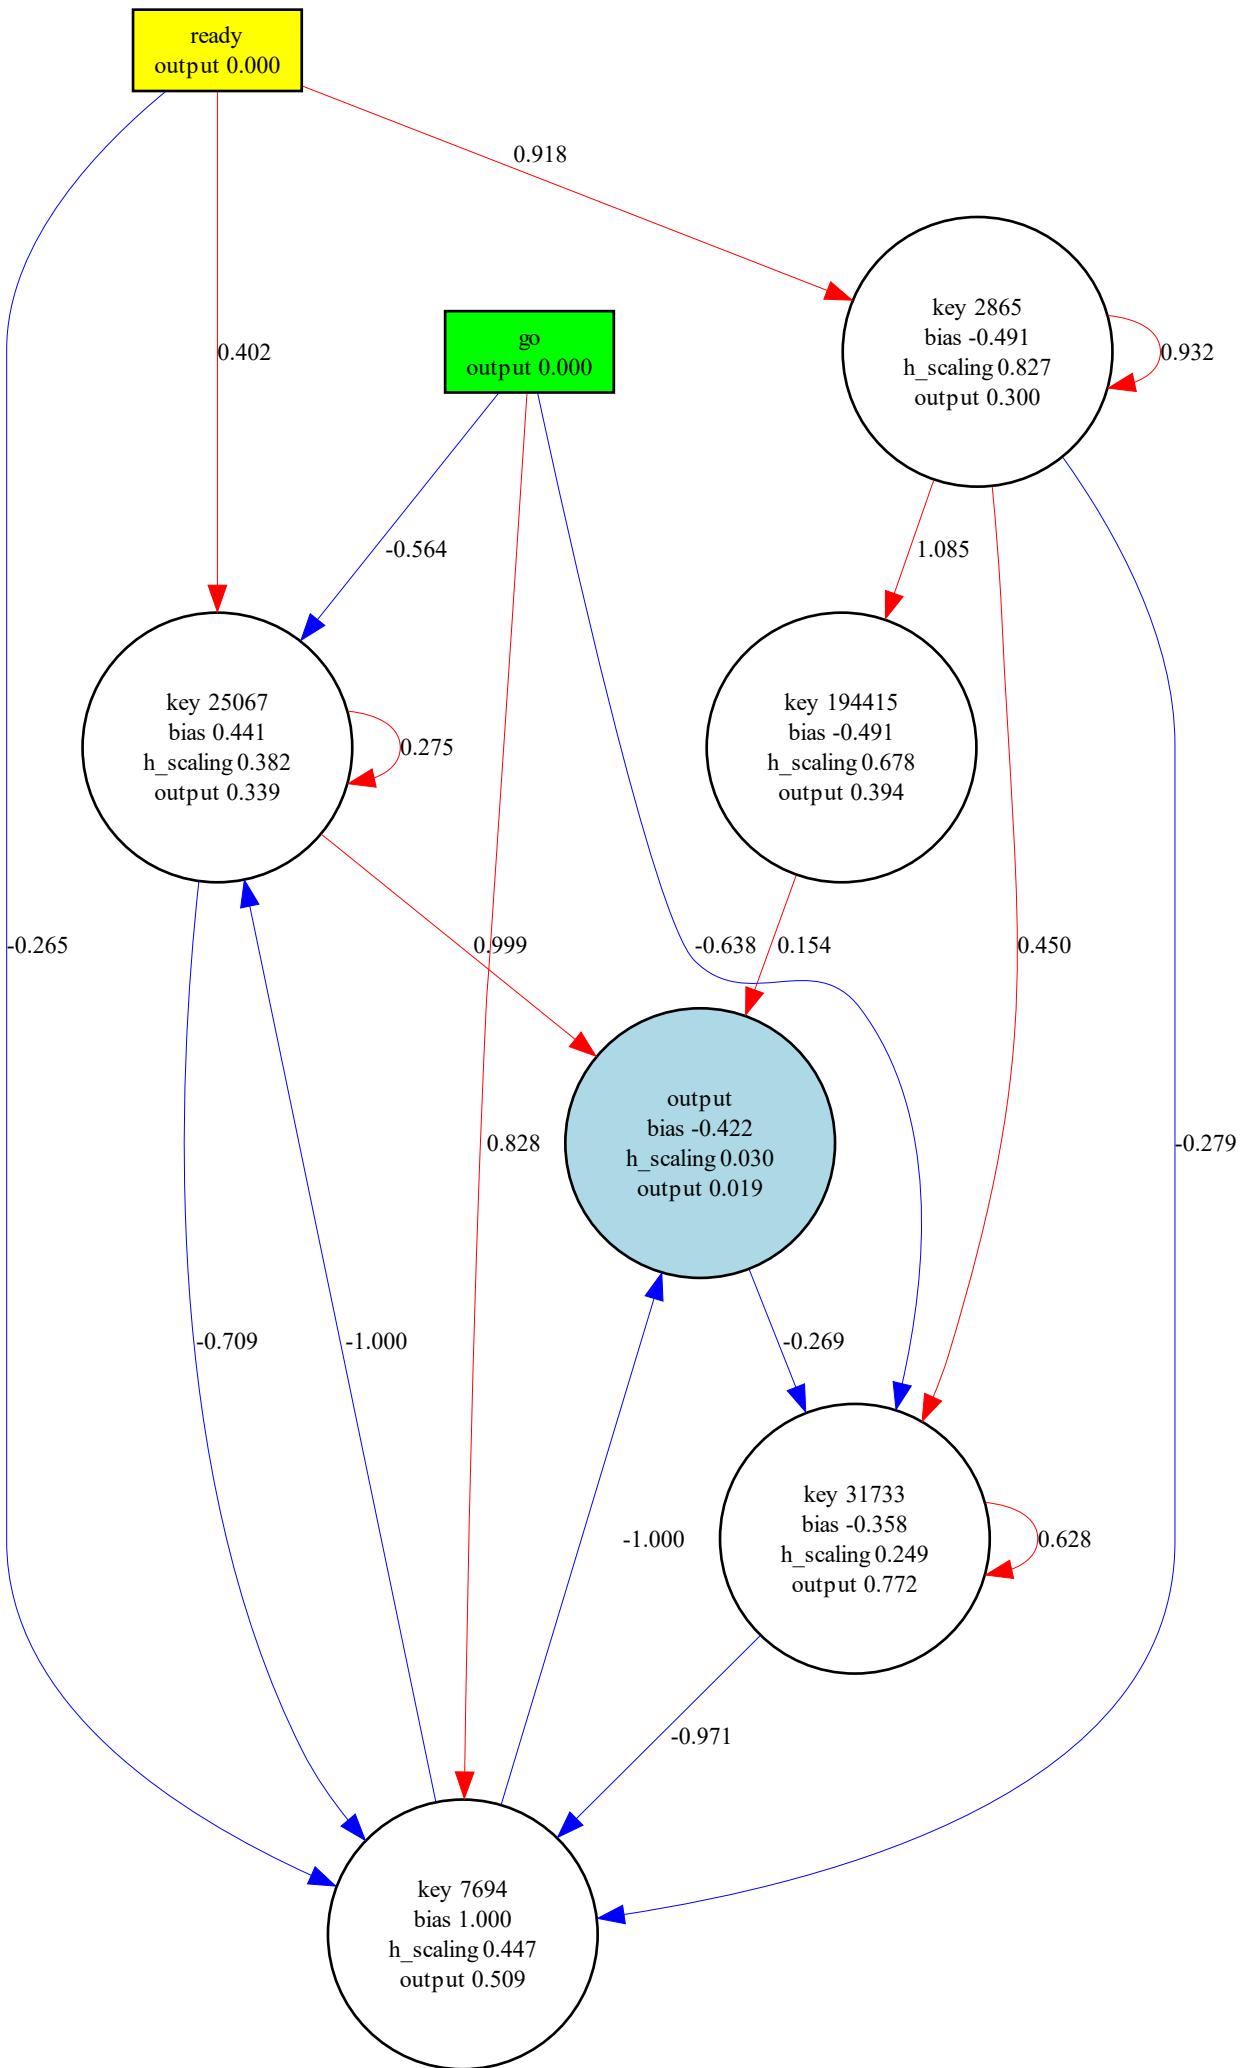 ready
output 0.000
0.918
key 2865
bias -0.491
h_scaling 0.827
output 0.300
0.932
go
output 0.000
0.402
-0.564
1.085
key 25067
bias 0.441
h_scaling 0.382
output 0.339
0.275
key 194415
bias -0.491
h_scaling 0.678
output 0.394
-0.265
0.999
-0.638
0.154
0.450
output
bias -0.422
h_scaling 0.030
output 0.019
0.828
-0.279
-0.709
-1.000
-0.269
key 31733
bias -0.358
h_scaling 0.249
output 0.772
-1.000
0.628
-0.971
key 7694
bias 1.000
h_scaling 0.447
output 0.509